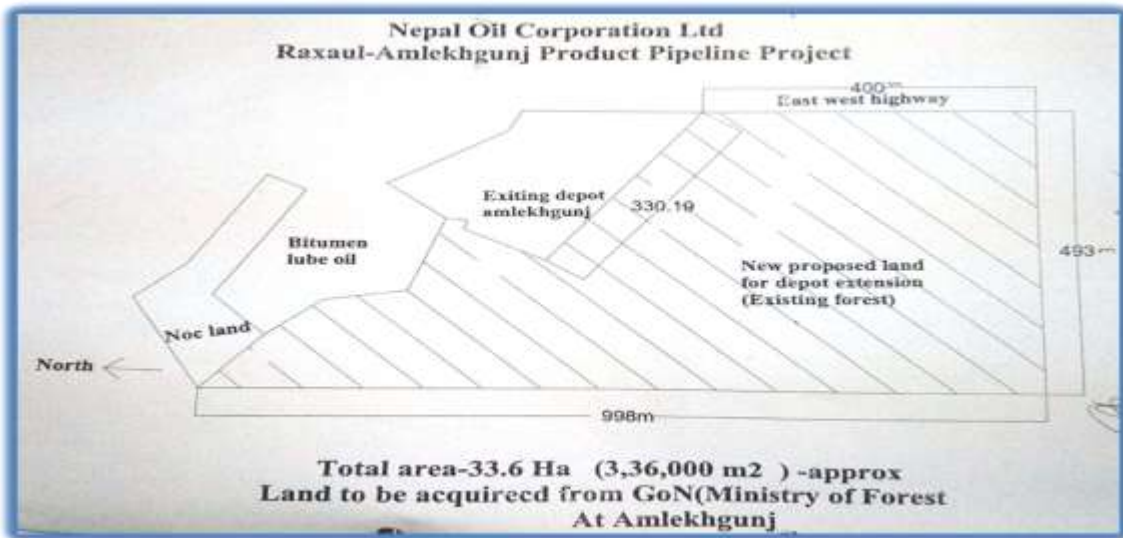 Nepal Oil Corporation Ltd
Raxaul-Amlekhgunj Product Pipeline Project
400m
East west highway
Exiting depot
amlekhgunj
330.19
Bitumen
lube oil
493m
New proposed land
for depot extension
(Existing forest)
Noc land
North
998m
Total area-33.6 Ha (3,36,000 m2 ) -approx
Land to be acquirecd from GoN(Ministry of Forest
At Amlekhgunj